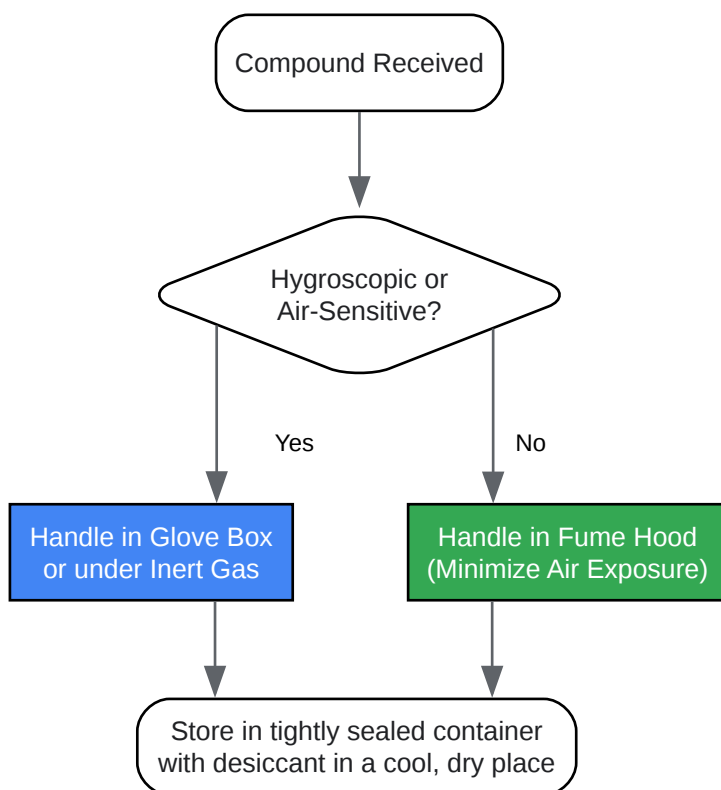 Compound Received
Hygroscopic or
Air-Sensitive?
Yes
No
Handle in Glove Box
or under Inert Gas
Handle in Fume Hood
(Minimize Air Exposure)
Store in tightly sealed container
with desiccant in a cool, dry place